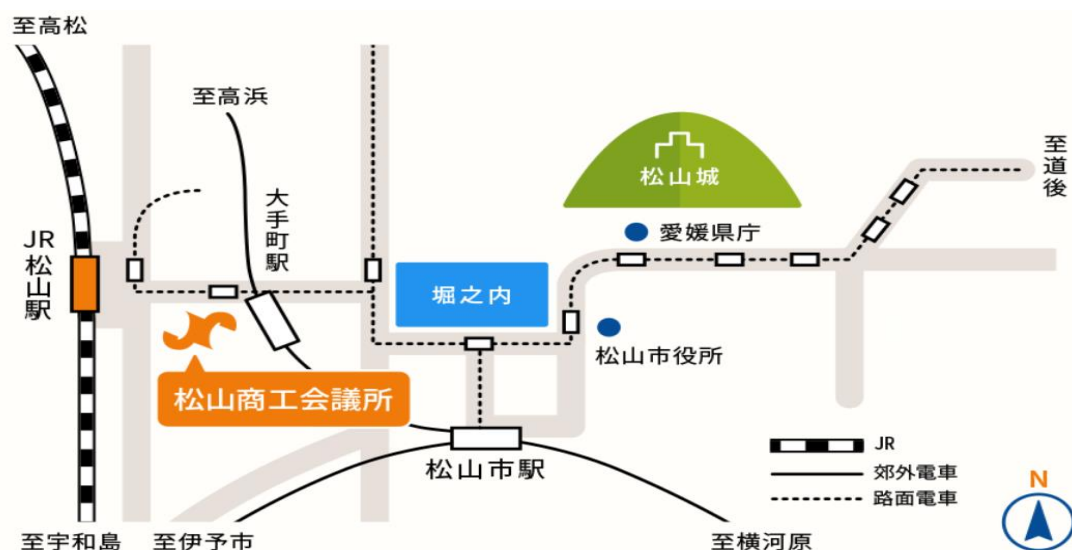 至高松
至高浜
大手町駅
JR松山駅
松山城
至道後
愛媛県庁
堀之内
松山市役所
松山商工会議所
松山市駅
JR
郊外電車
路面電車
N
至宇和島
至伊予市
至横河原